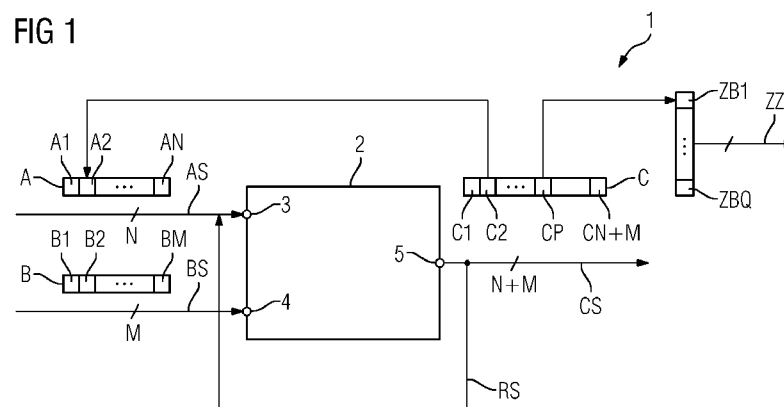 FIG 1
1
ZB1
ZZ
A1 A2 AN
A
AS
2
...
...
...
C
N
3
C1 C2 CP CN+M
ZBQ
B1 B2 BM
B
BS
...
5
N+M
CS
M
4
RS